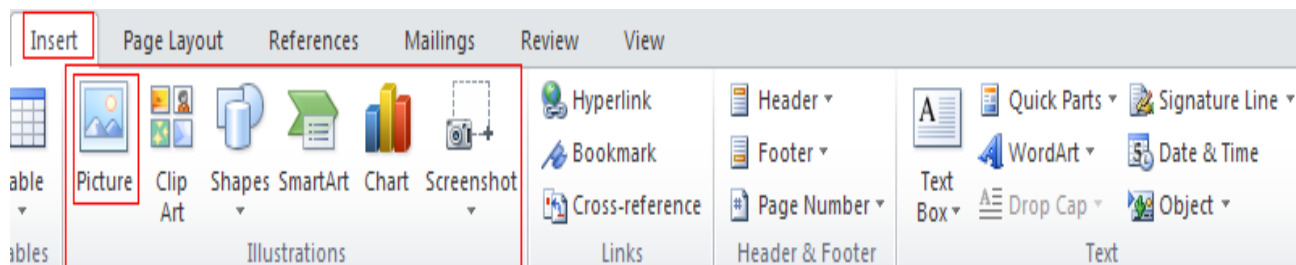 Insert Page Layout References Mailings Review View
able Picture Clip Art Shapes SmartArt Chart Screenshot
Hyperlink
Bookmark
Cross-reference
Header
Footer
Page Number
Text Box
Quick Parts
WordArt
Drop Cap
Signature Line
Date & Time
Object
ables Illustrations Links Header & Footer Text